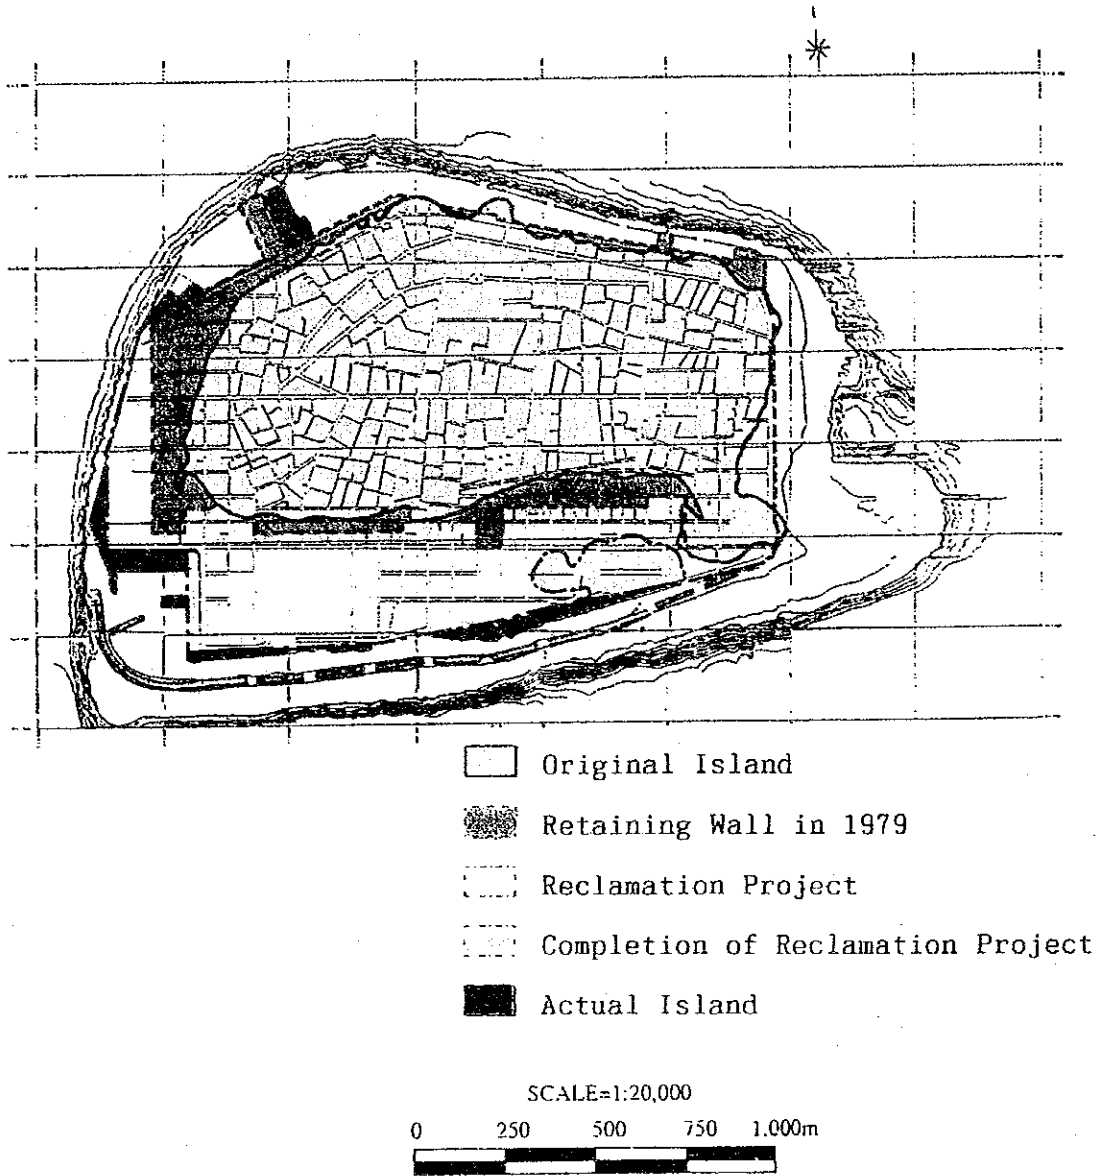 Original Island
Retaining Wall in 1979
Reclamation Project
Completion of Reclamation Project
Actual Island
SCALE=1:20,000
0 250 500 750 1.000m